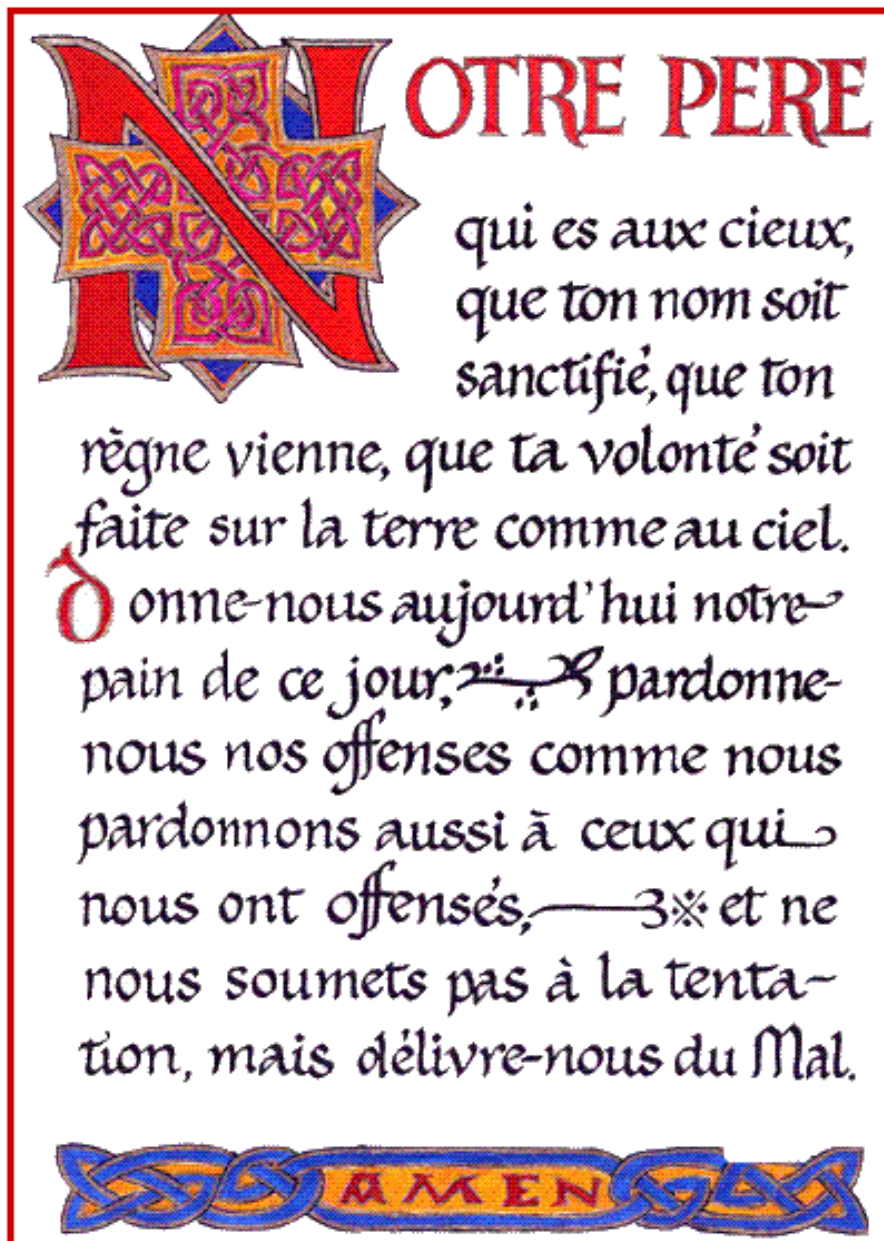 NOTRE PERE
qui es aux cieux,
que ton nom soit
sanctifié, que ton
règne vienne, que ta volonté soit
faite sur la terre comme au ciel.
Donne-nous aujourd'hui notre
pain de ce jour, pardonne-
nous nos offenses comme nous
pardonnons aussi à ceux qui
nous ont offensés, et ne
nous soumets pas à la tenta-
tion, mais délivre-nous du Mal.
AMEN